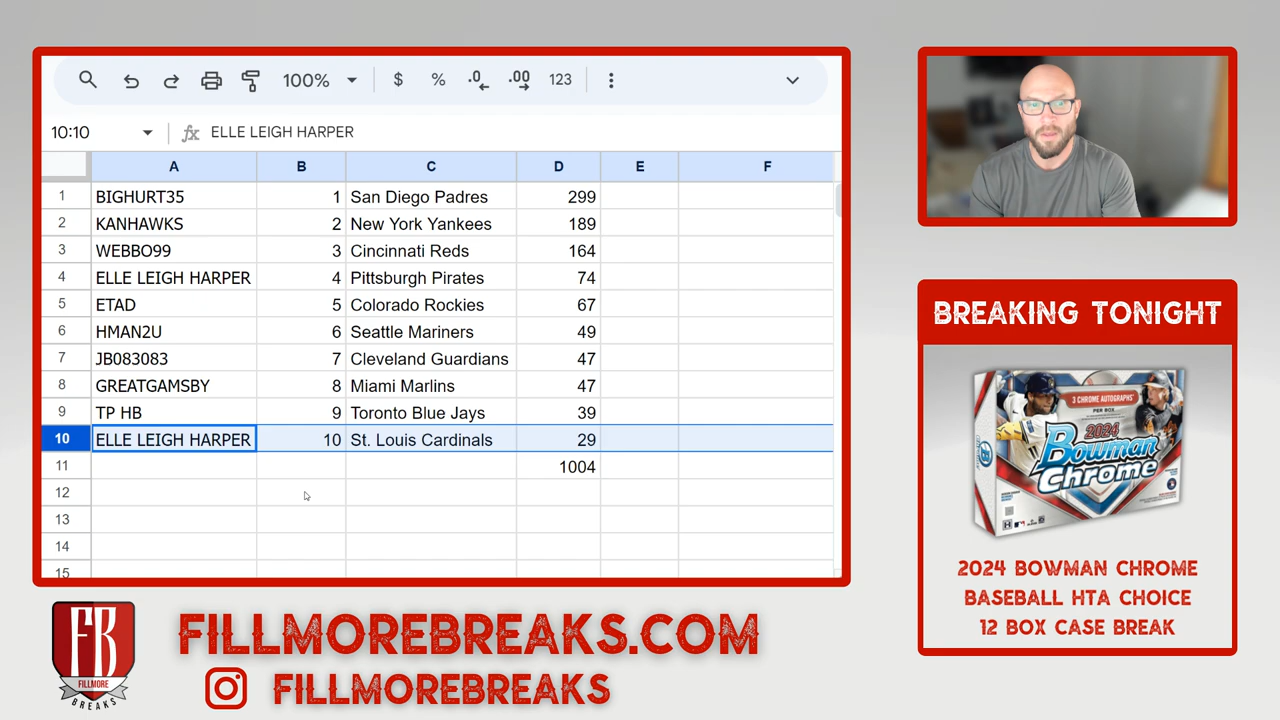 100% $ % .0 .00 123
10:10 fx ELLE LEIGH HARPER
A B C D E F
1 BIGHURT35 1 San Diego Padres 299
2 KANHAWKS 2 New York Yankees 189
3 WEBBO99 3 Cincinnati Reds 164
4 ELLE LEIGH HARPER 4 Pittsburgh Pirates 74
5 ETAD 5 Colorado Rockies 67
6 HMAN2U 6 Seattle Mariners 49
7 JB083083 7 Cleveland Guardians 47
8 GREATGAMSBY 8 Miami Marlins 47
9 TP HB 9 Toronto Blue Jays 39
10 ELLE LEIGH HARPER 10 St. Louis Cardinals 29
11 1004
12
13
14
15
BREAKING TONIGHT
3 CHROME AUTOGRAPHS
PER BOX
2024
Bowman
Chrome
2024 BOWMAN CHROME
BASEBALL HTA CHOICE
12 BOX CASE BREAK
FB
FILLMORE
BREAKS
FILLMOREBREAKS.COM
FILLMOREBREAKS